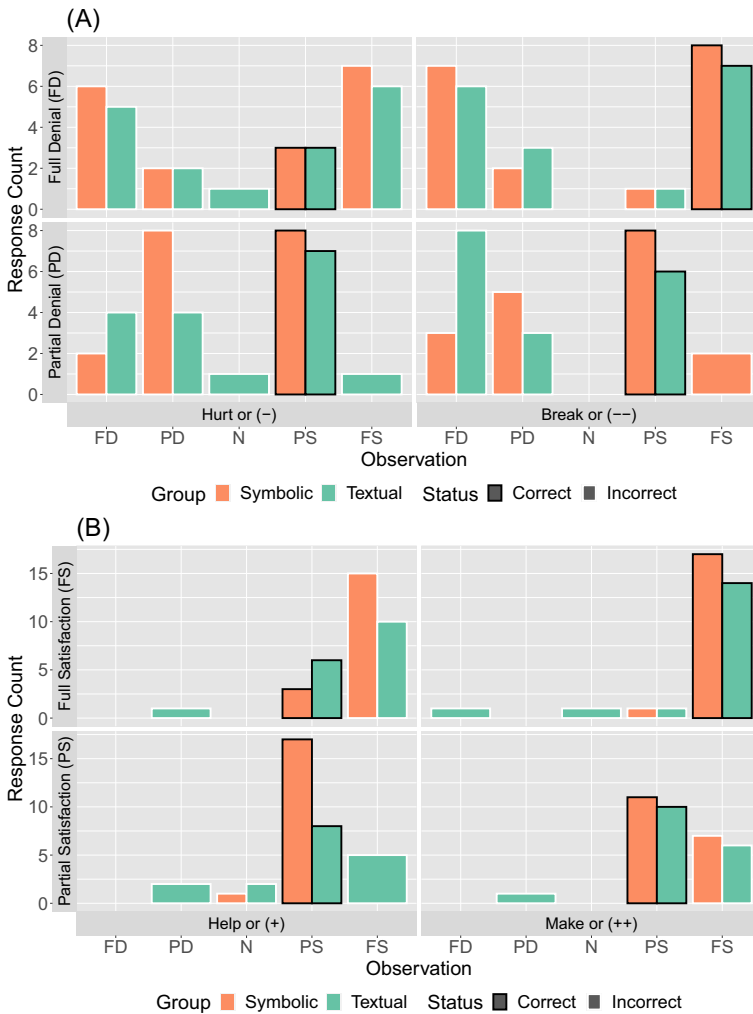 (A)
Response Count
Full Denial (FD)
8
6
4
2
0
Partial Denial (PD)
8
6
4
2
0
Hurt or (−)
Break or (−−)
FD PD N PS FS FD PD N PS FS
Observation
Group Symbolic Textual Status Correct Incorrect
(B)
Response Count
Full Satisfaction (FS)
15
10
5
0
Partial Satisfaction (PS)
15
10
5
0
Help or (+)
Make or (++)
FD PD N PS FS FD PD N PS FS
Observation
Group Symbolic Textual Status Correct Incorrect